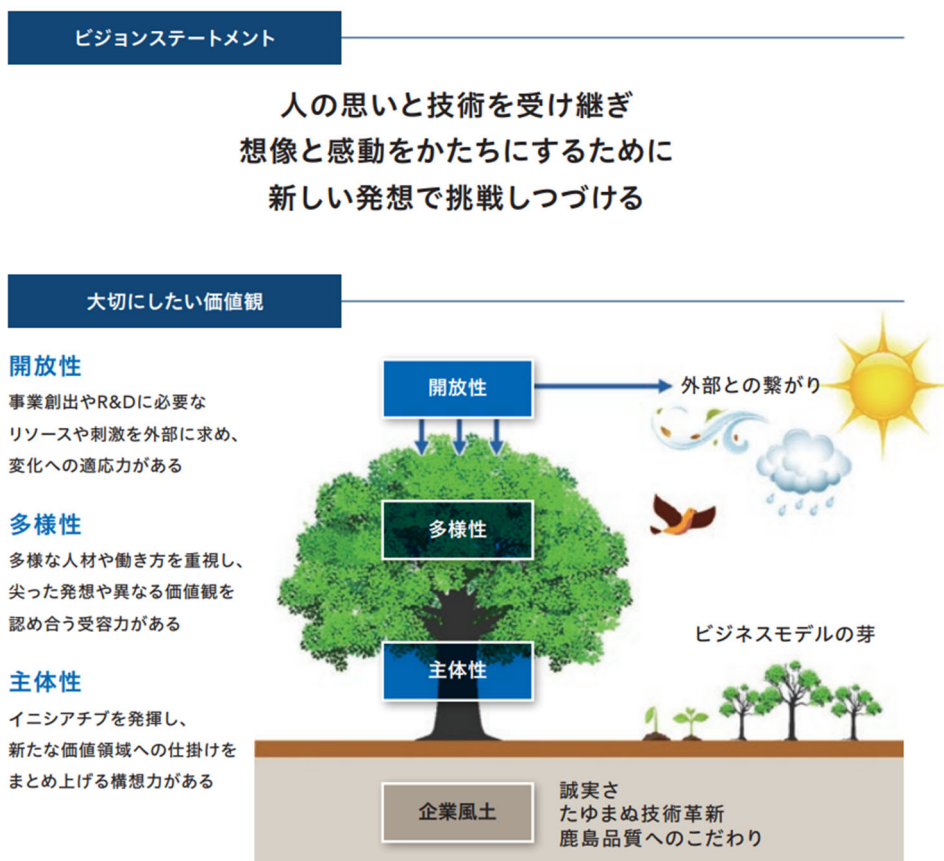 ビジョンステートメント
人の思いと技術を受け継ぎ
想像と感動をかたちにするために
新しい発想で挑戦しつづける
大切にしたい価値観
開放性
事業創出やR&Dに必要な
リソースや刺激を外部に求め、
変化への適応力がある
多様性
多様な人材や働き方を重視し、
尖った発想や異なる価値観を
認め合う受容力がある
主体性
イニシアチブを発揮し、
新たな価値領域への仕掛けを
まとめ上げる構想力がある
開放性
外部との繋がり
多様性
主体性
ビジネスモデルの芽
企業風土
誠実さ
たゆまぬ技術革新
鹿島品質へのこだわり